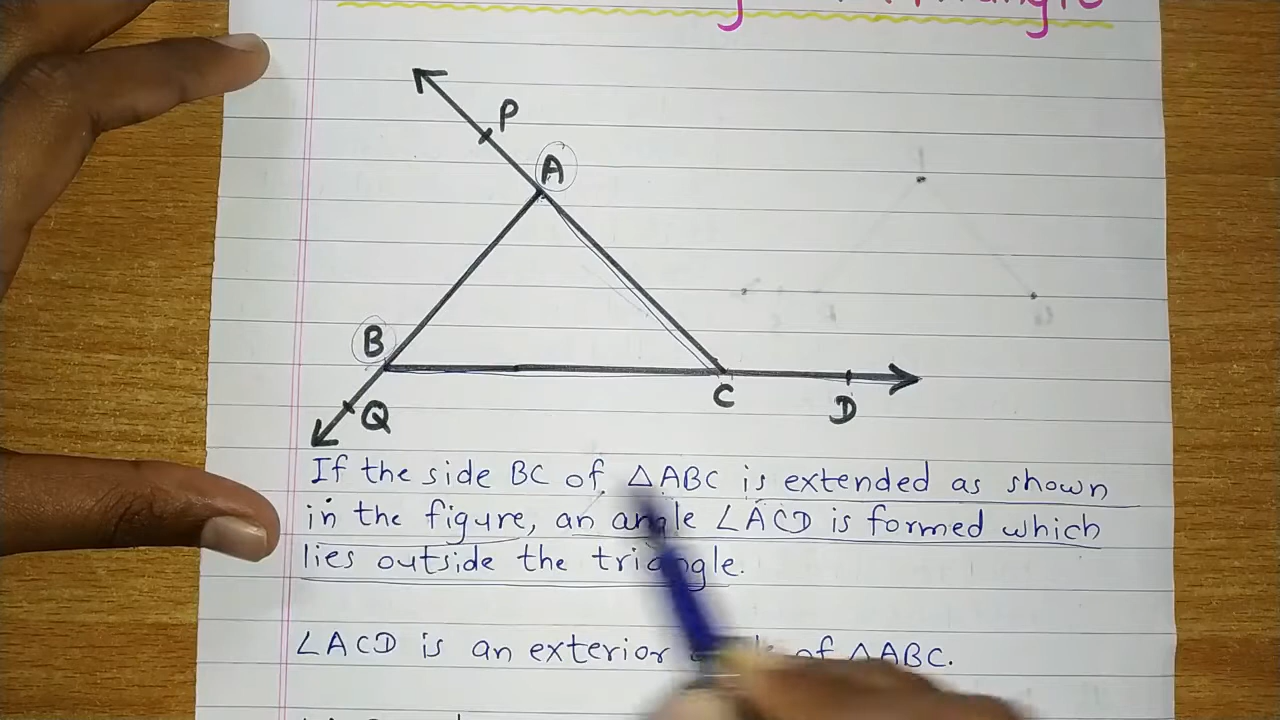 P
A
B
C
D
Q
If the side BC of △ABC is extended as shown
in the figure, an angle ∠ACD is formed which
lies outside the triangle.
∠ACD is an exterior of △ABC.